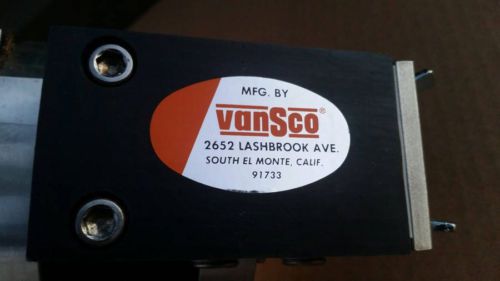 MFG. BY
vanSco®
2652 LASHBROOK AVE.
SOUTH EL MONTE, CALIF.
91733